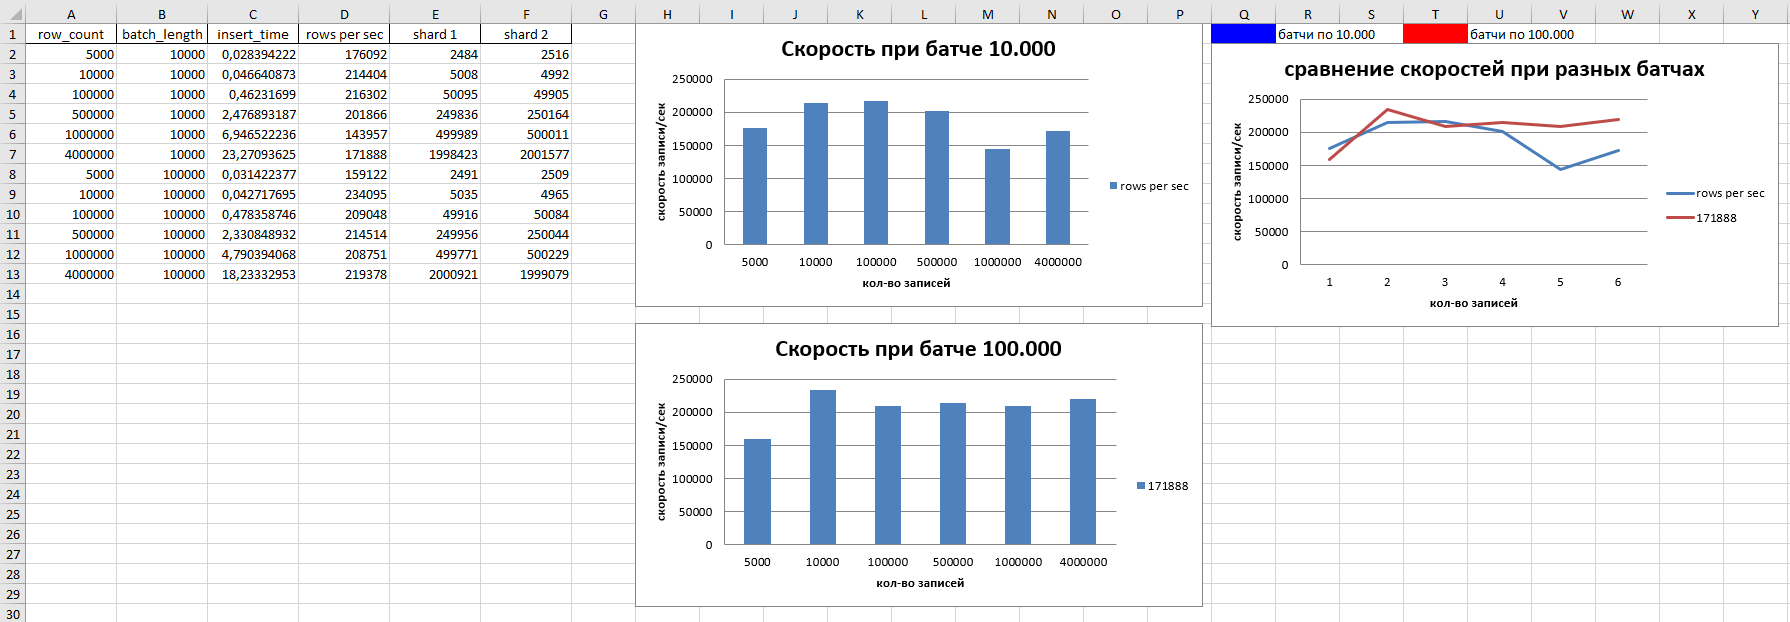 A B C D E F G H I J K L M N O P Q R S T U V W X Y
1 row_count batch_length insert_time rows per sec shard 1 shard 2
2 5000 10000 0,028394222 176092 2484 2516
3 10000 10000 0,046640873 214404 5008 4992
4 100000 10000 0,46231699 216302 50095 49905
5 500000 10000 2,476893187 201866 249836 250164
6 1000000 10000 6,946522236 143957 499989 500011
7 4000000 10000 23,27093625 171888 1998423 2001577
8 5000 100000 0,031422377 159122 2491 2509
9 10000 100000 0,042717695 234095 5035 4965
10 100000 100000 0,478358746 209048 49916 50084
11 500000 100000 2,330848932 214514 249956 250044
12 1000000 100000 4,790394068 208751 499771 500229
13 4000000 100000 18,23332953 219378 2000921 1999079
14
15
16
17
18
19
20
21
22
23
24
25
26
27
28
29
30
Скорость при батче 10.000
скорость записи/сек
250000
200000
150000
100000
50000
0
5000 10000 100000 500000 1000000 4000000
кол-во записей
rows per sec
Скорость при батче 100.000
скорость записи/сек
250000
200000
150000
100000
50000
0
5000 10000 100000 500000 1000000 4000000
кол-во записей
171888
батчи по 10.000 батчи по 100.000
сравнение скоростей при разных батчах
скорость записи/сек
250000
200000
150000
100000
50000
0
1 2 3 4 5 6
кол-во записей
rows per sec
171888